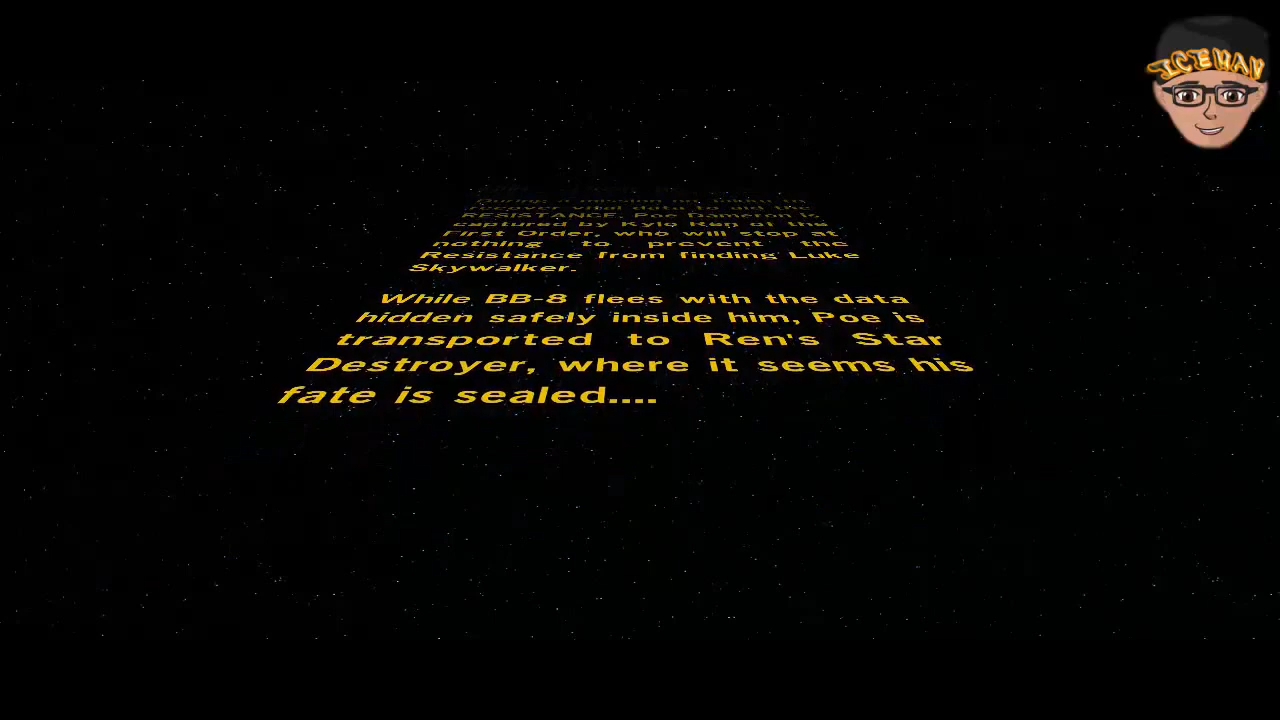 ICEMAN
During a mission on
recover vital data to aid the
RESISTANCE, Poe Dameron is
captured by Kylo Ren of the
First Order, who will stop at
nothing to prevent the
Resistance from finding Luke
Skywalker.
While BB-8 flees with the data
hidden safely inside him, Poe is
transported to Ren's Star
Destroyer, where it seems his
fate is sealed....